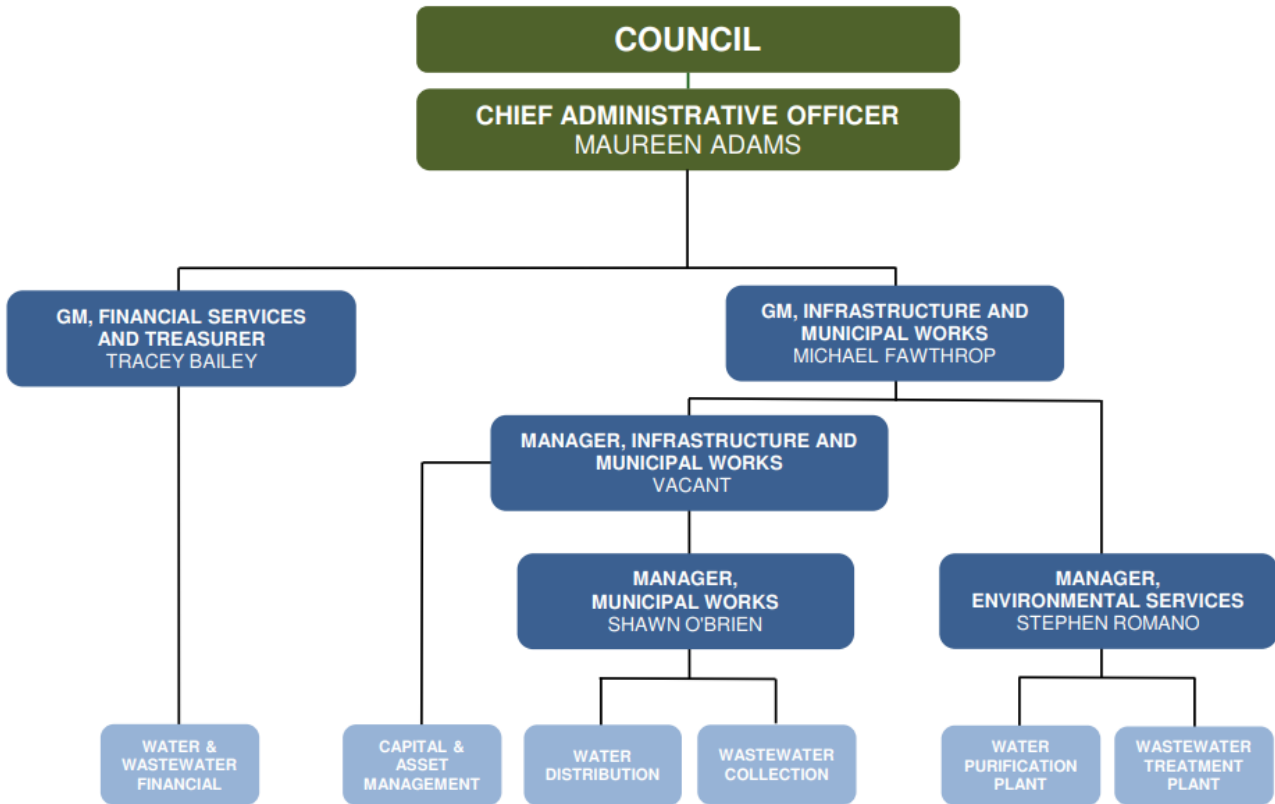 COUNCIL
CHIEF ADMINISTRATIVE OFFICER
MAUREEN ADAMS
GM, FINANCIAL SERVICES
AND TREASURER
TRACEY BAILEY
GM, INFRASTRUCTURE AND
MUNICIPAL WORKS
MICHAEL FAWTHROP
MANAGER, INFRASTRUCTURE AND
MUNICIPAL WORKS
VACANT
MANAGER,
MUNICIPAL WORKS
SHAWN O'BRIEN
MANAGER,
ENVIRONMENTAL SERVICES
STEPHEN ROMANO
WATER &
WASTEWATER
FINANCIAL
CAPITAL &
ASSET
MANAGEMENT
WATER
DISTRIBUTION
WASTEWATER
COLLECTION
WATER
PURIFICATION
PLANT
WASTEWATER
TREATMENT
PLANT